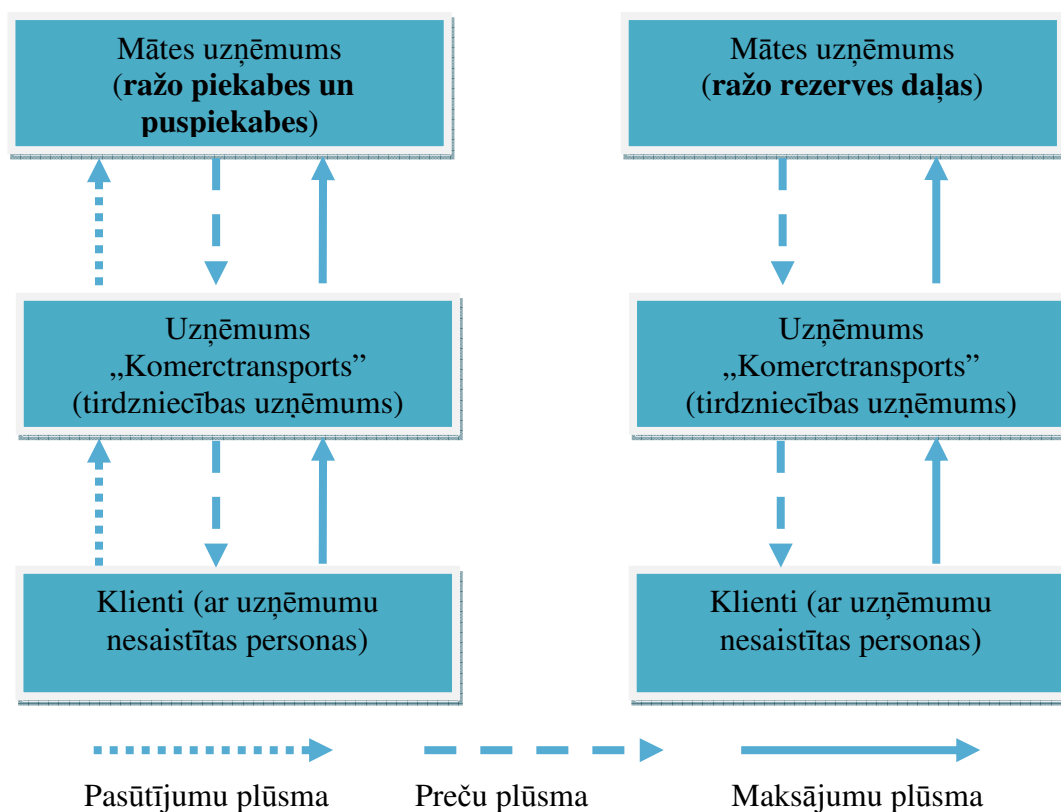 Mātes uzņēmums
(ražo piekabes un
puspiekabes)
Mātes uzņēmums
(ražo rezerves daļas)
Uzņēmums
„Komerctransports”
(tirdzniecības uzņēmums)
Uzņēmums
„Komerctransports”
(tirdzniecības uzņēmums)
Klienti (ar uzņēmumu
nesaistītas personas)
Klienti (ar uzņēmumu
nesaistītas personas)
Pasūtījumu plūsma
Preču plūsma
Maksājumu plūsma